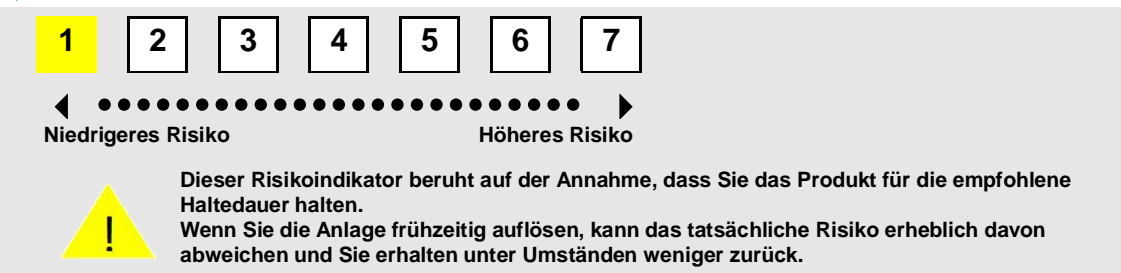 1 2 3 4 5 6 7
Niedrigeres Risiko Höheres Risiko
Dieser Risikoindikator beruht auf der Annahme, dass Sie das Produkt für die empfohlene
Haltedauer halten.
!
Wenn Sie die Anlage frühzeitig auflösen, kann das tatsächliche Risiko erheblich davon
abweichen und Sie erhalten unter Umständen weniger zurück.